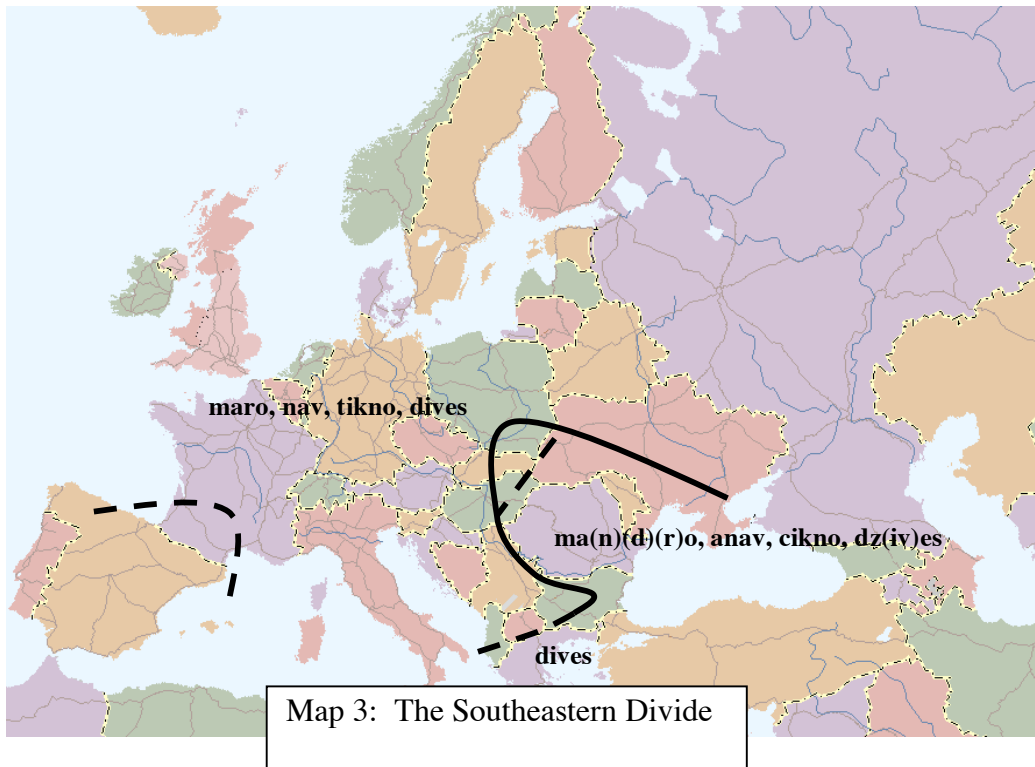 maro, nav, tikno, dives
ma(n)(d)(r)o, anav, cikno, dz(iv)es
dives
Map 3: The Southeastern Divide